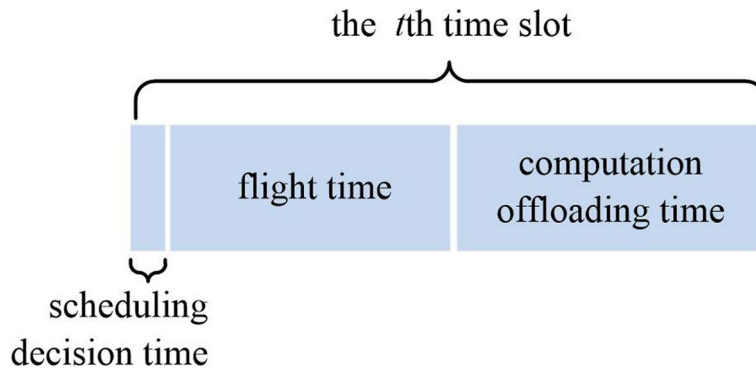 the tth time slot
flight time
computation
offloading time
scheduling
decision time